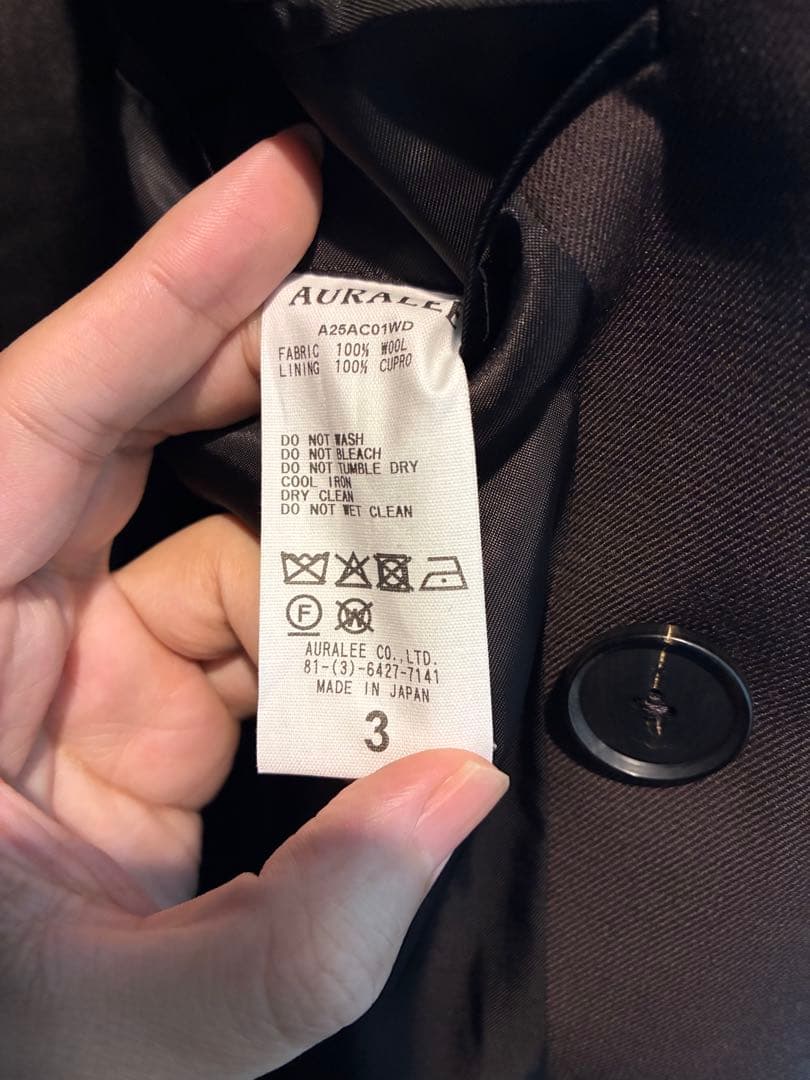 AURALEE
A25AC01WD
FABRIC 100% WOOL
LINING 100% CUPRO
DO NOT WASH
DO NOT BLEACH
DO NOT TUMBLE DRY
COOL IRON
DRY CLEAN
DO NOT WET CLEAN
F W
AURALEE CO.,LTD.
81-(3)-6427-7141
MADE IN JAPAN
3